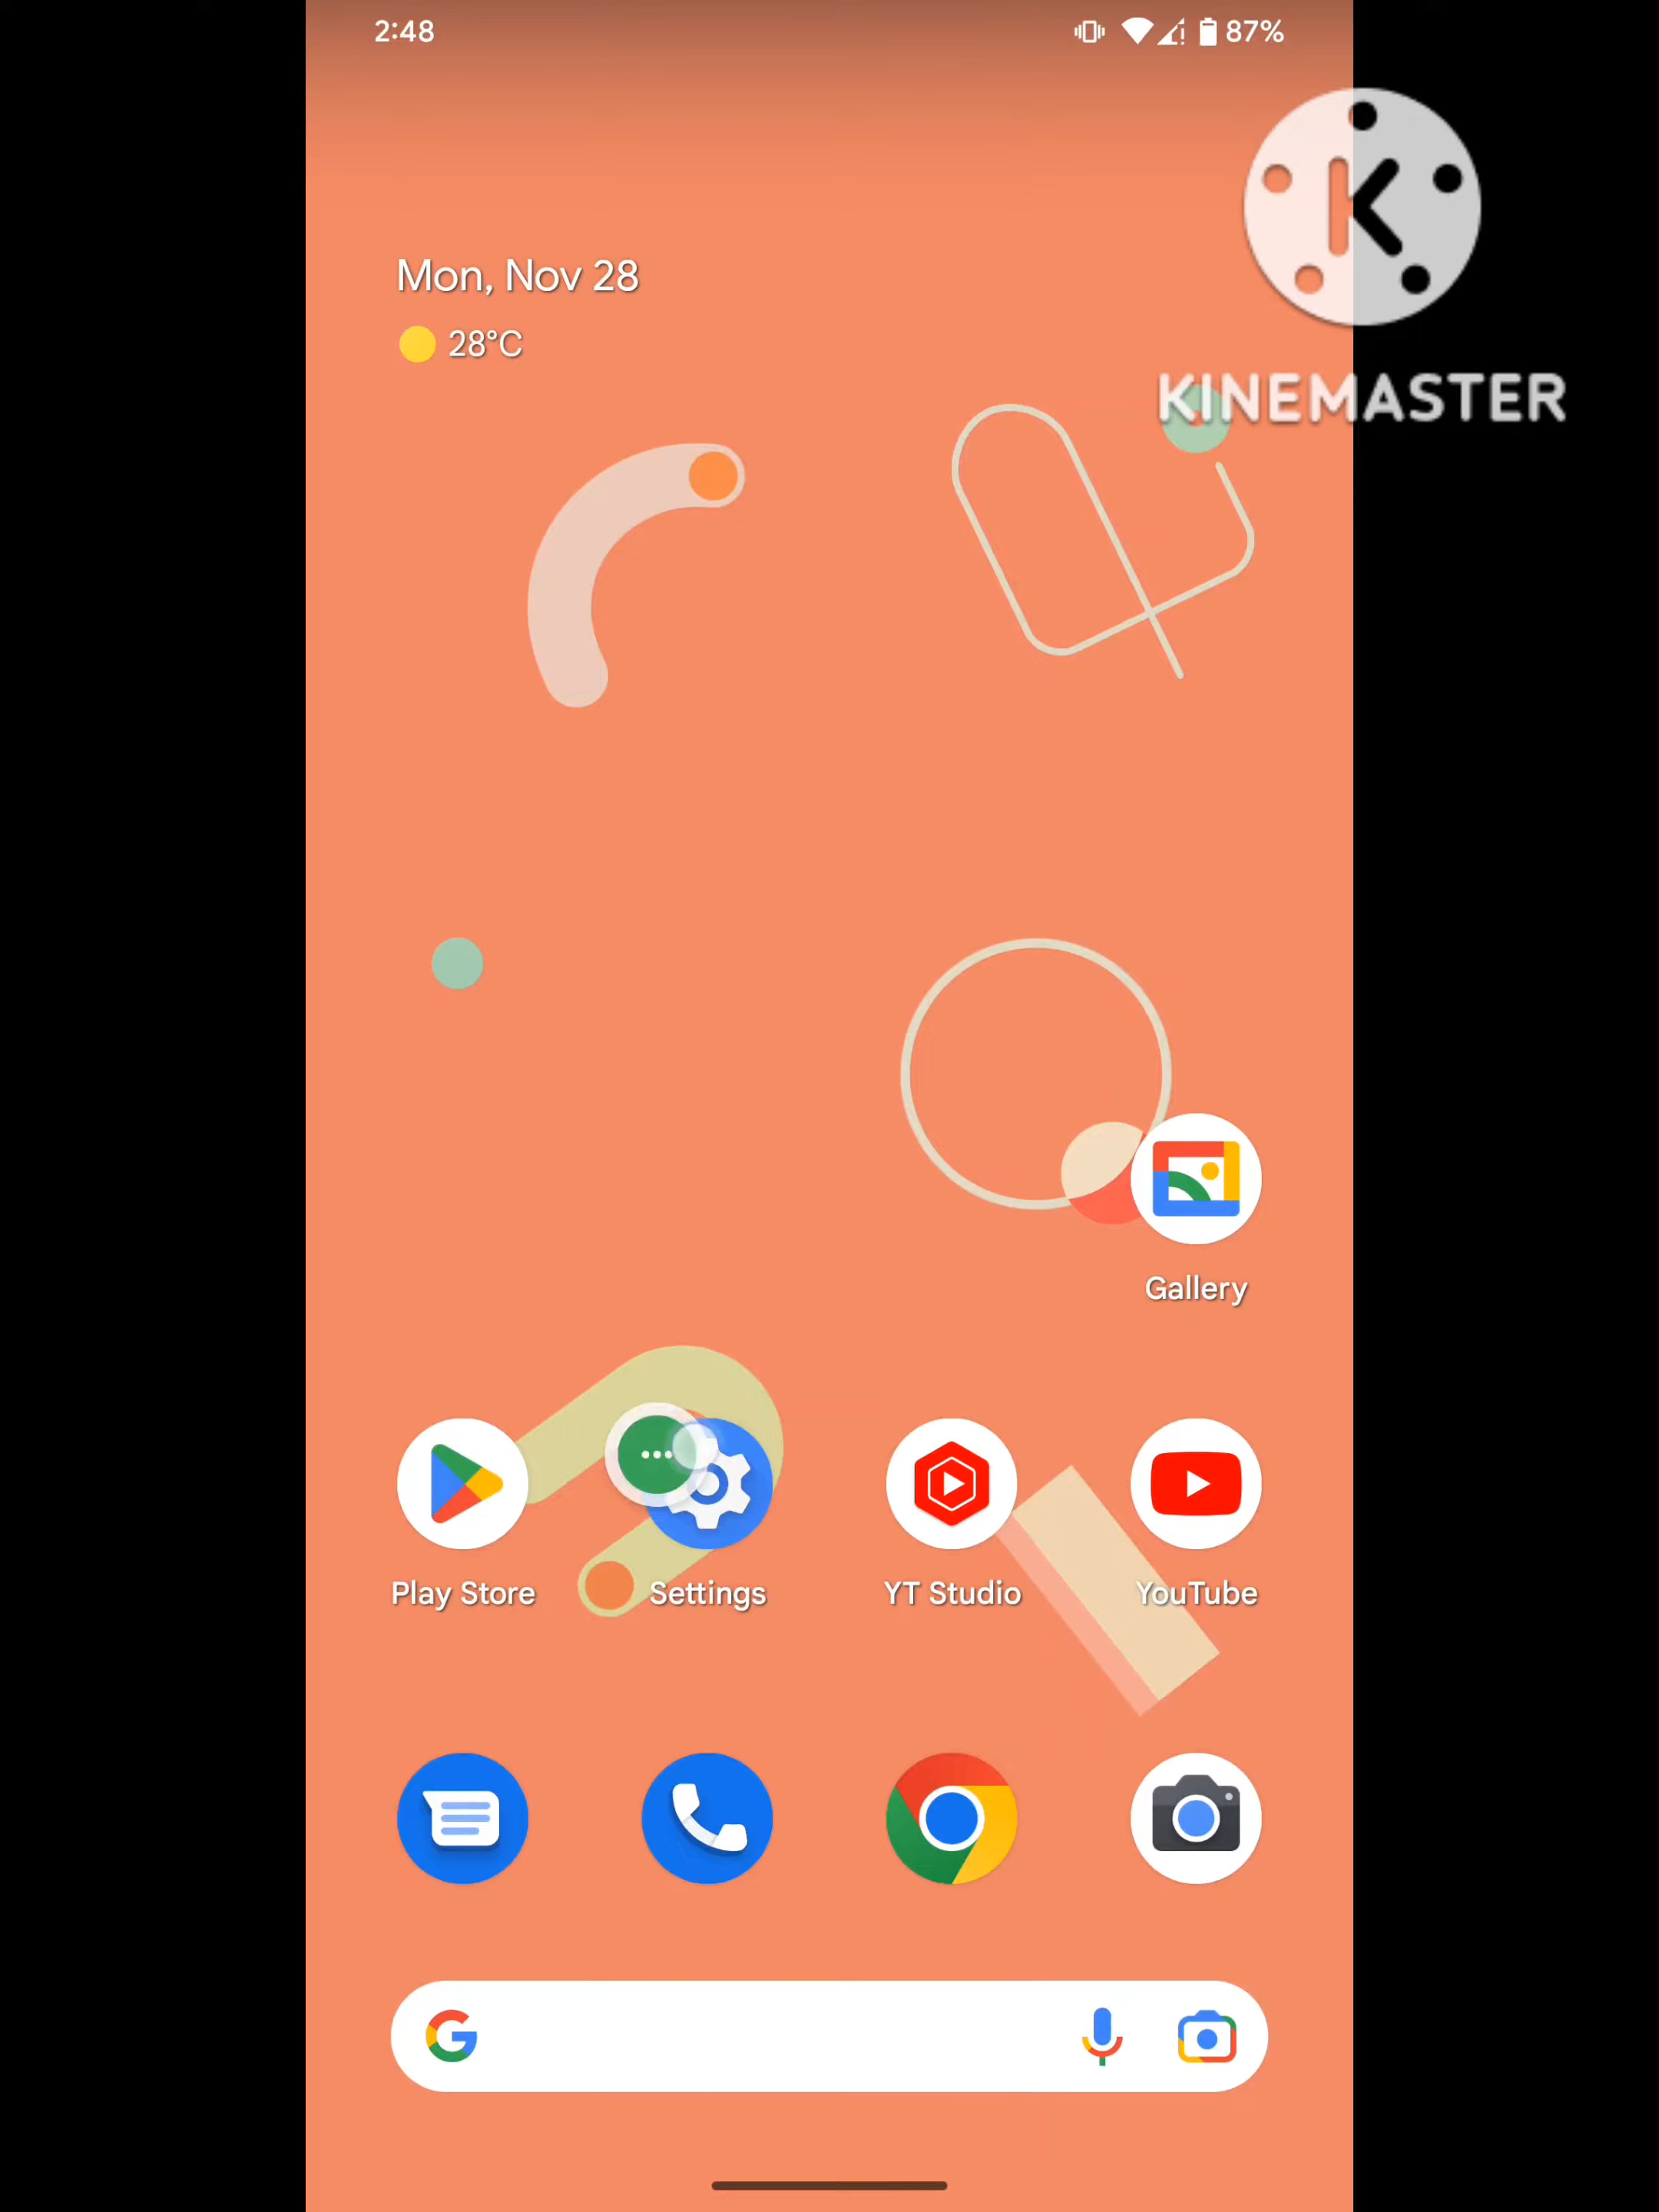 2:48
87%
KINEMASTER
Mon, Nov 28
28°C
Gallery
Play Store
Settings
YT Studio
YouTube